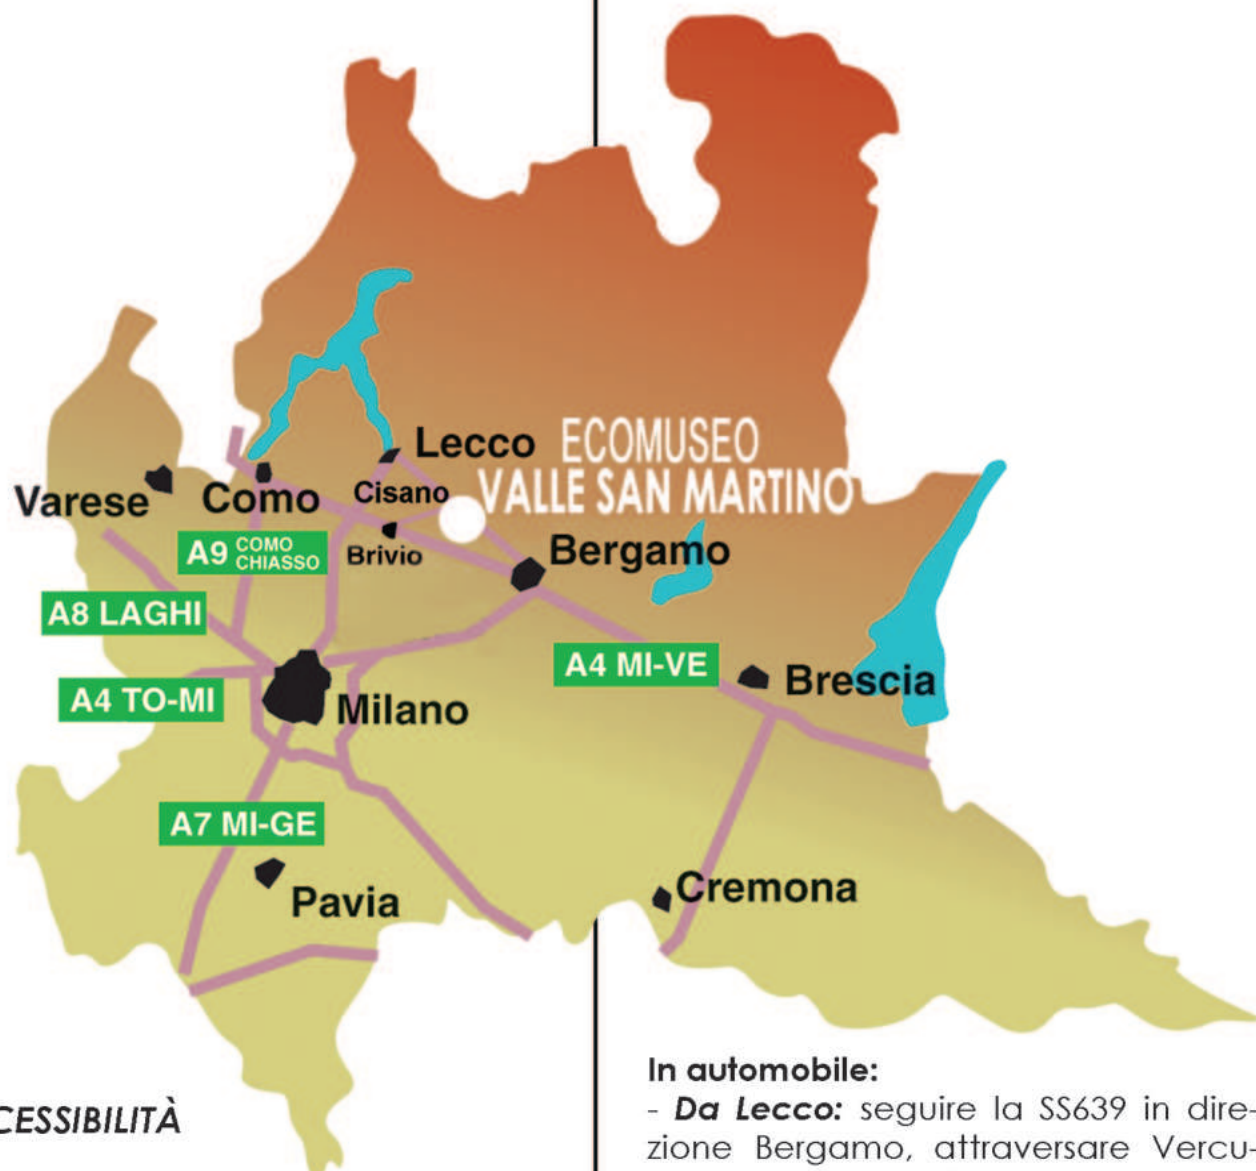 Lecco
ECOMUSEO
VALLE SAN MARTINO
Varese
Como
Cisano
A9 COMO
CHIASSO
Brivio
Bergamo
A8 LAGHI
A4 MI-VE
Brescia
A4 TO-MI
Milano
A7 MI-GE
Pavia
Cremona
CESSIBILITÀ
In automobile:
- Da Lecco: seguire la SS639 in dire-
zione Bergamo, attraversare Vercu-